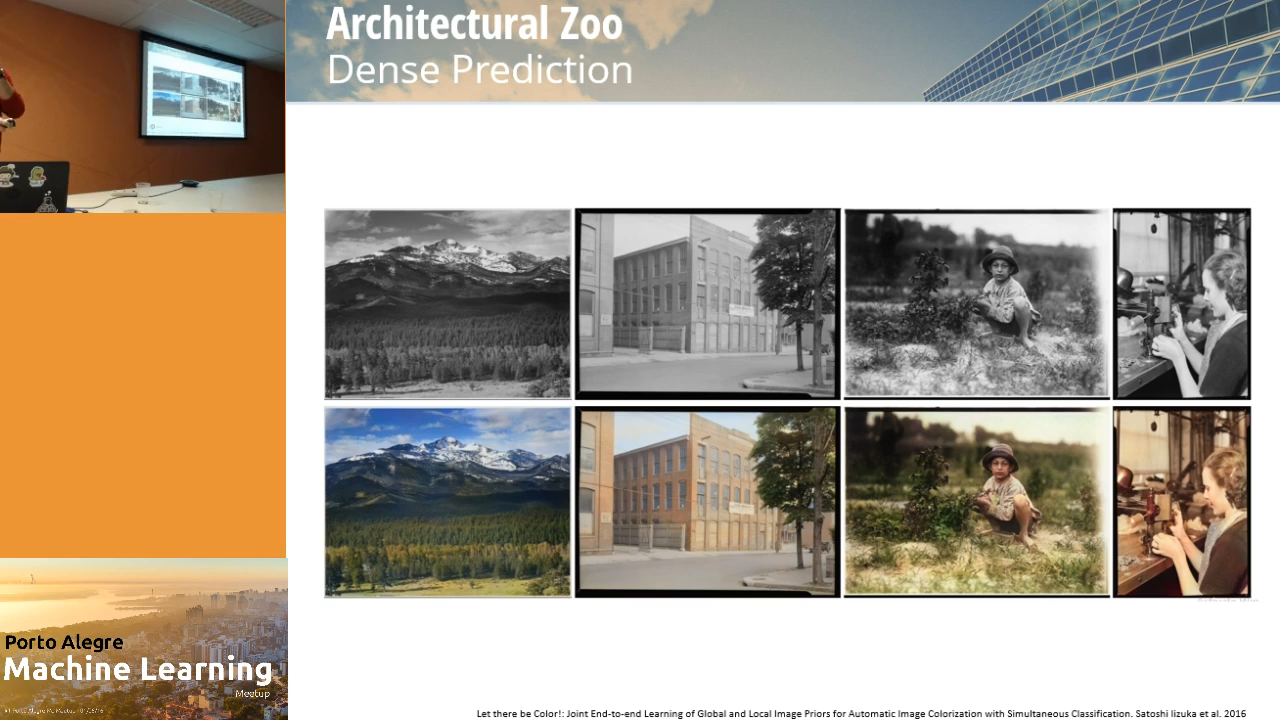 Architectural Zoo
Dense Prediction
Porto Alegre
Machine Learning
Meetup
Let there be Color!: Joint End-to-end Learning of Global and Local Image Priors for Automatic Image Colorization with Simultaneous Classification. Satoshi Iizuka et al. 2016